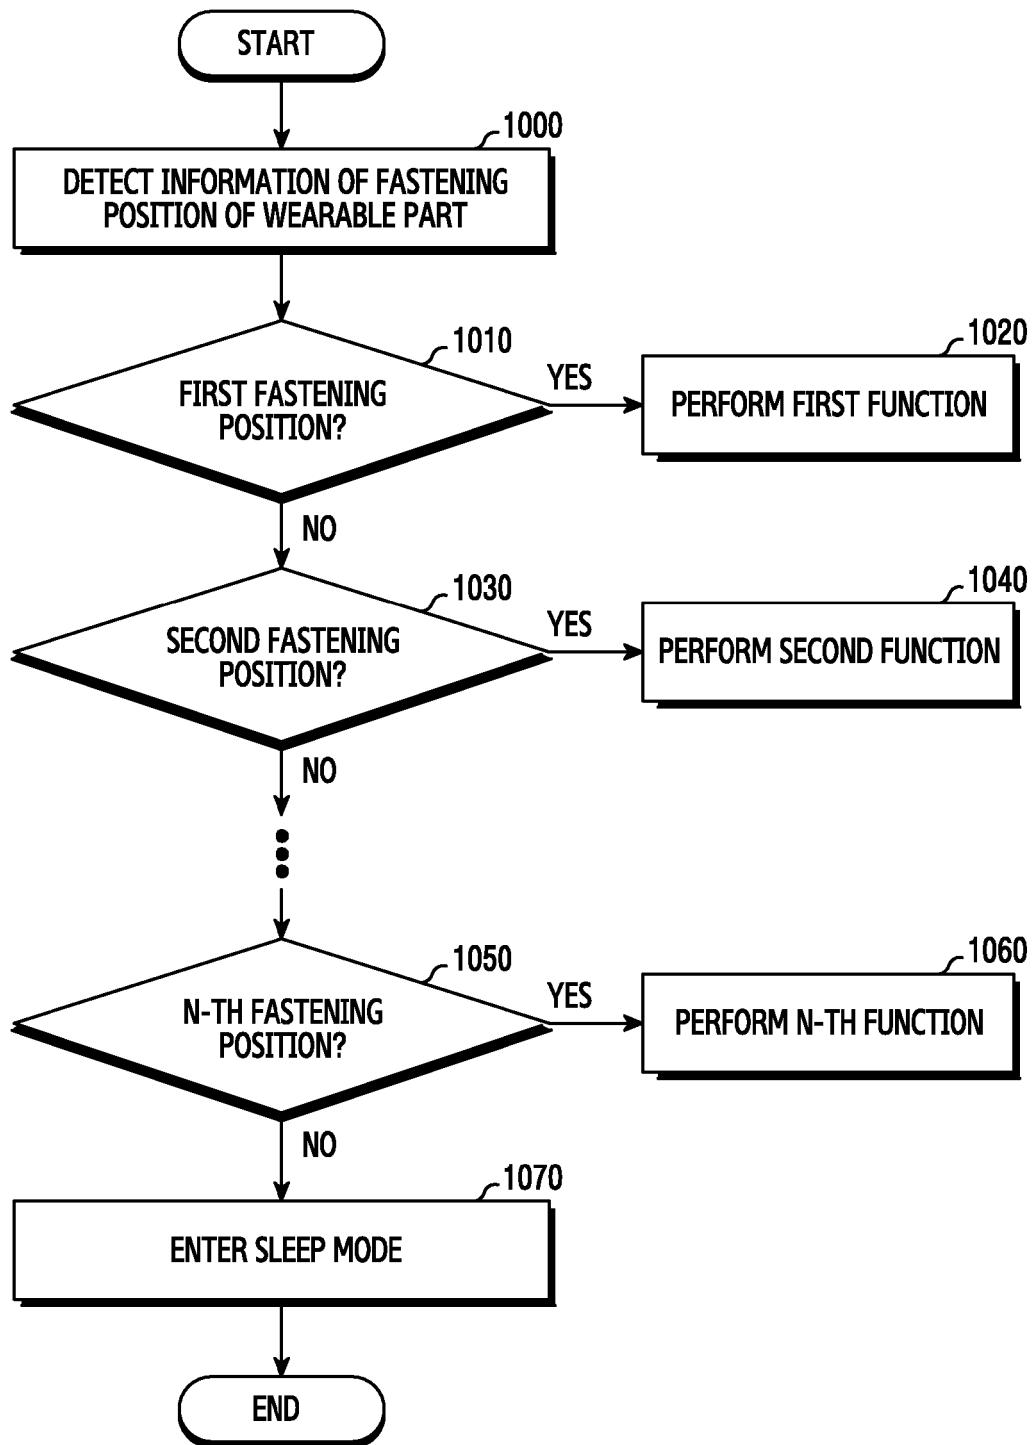 START
1000
DETECT INFORMATION OF FASTENING
POSITION OF WEARABLE PART
1010
FIRST FASTENING
POSITION?
YES
1020
PERFORM FIRST FUNCTION
NO
1030
SECOND FASTENING
POSITION?
YES
1040
PERFORM SECOND FUNCTION
NO
1050
N-TH FASTENING
POSITION?
YES
1060
PERFORM N-TH FUNCTION
NO
1070
ENTER SLEEP MODE
END